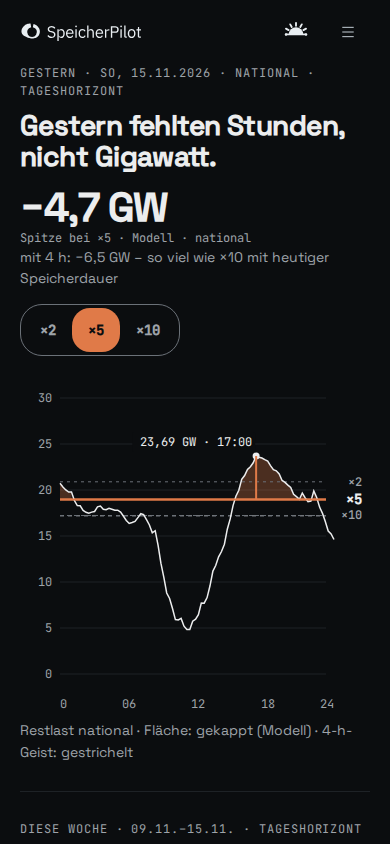 SpeicherPilot
GESTERN · SO, 15.11.2026 · NATIONAL ·
TAGESHORIZONT
Gestern fehlten Stunden,
nicht Gigawatt.
−4,7 GW
Spitze bei ×5 · Modell · national
mit 4 h: −6,5 GW – so viel wie ×10 mit heutiger
Speicherdauer
×2 ×5 ×10
30
25
23,69 GW · 17:00
×2
20
×5
×10
15
10
5
0
0 06 12 18 24
Restlast national · Fläche: gekappt (Modell) · 4-h-
Geist: gestrichelt
DIESE WOCHE · 09.11.–15.11. · TAGESHORIZONT